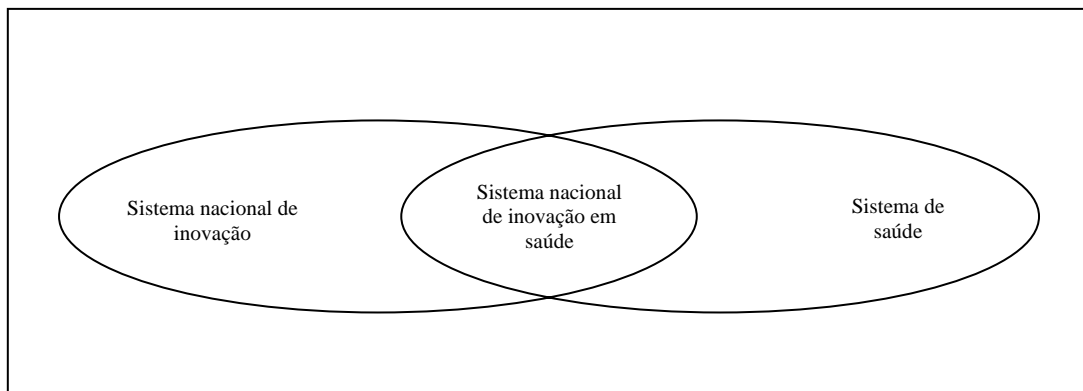 Sistema nacional de
inovação
Sistema nacional
de inovação em
saúde
Sistema de
saúde